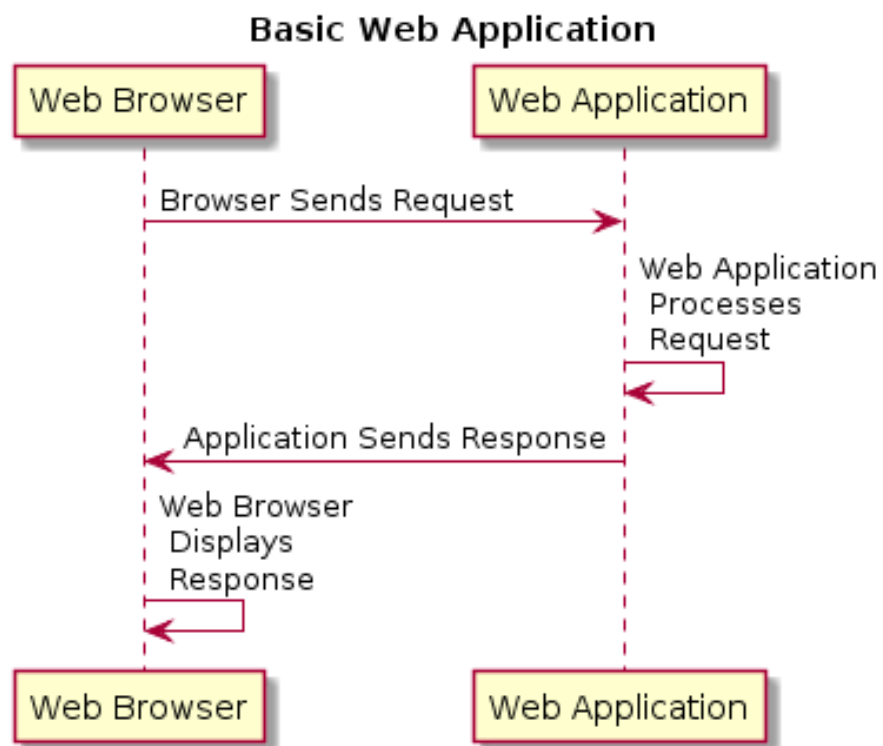 Basic Web Application
Web Browser
Web Application
Browser Sends Request
Web Application
Processes
Request
Application Sends Response
Web Browser
Displays
Response
Web Browser
Web Application